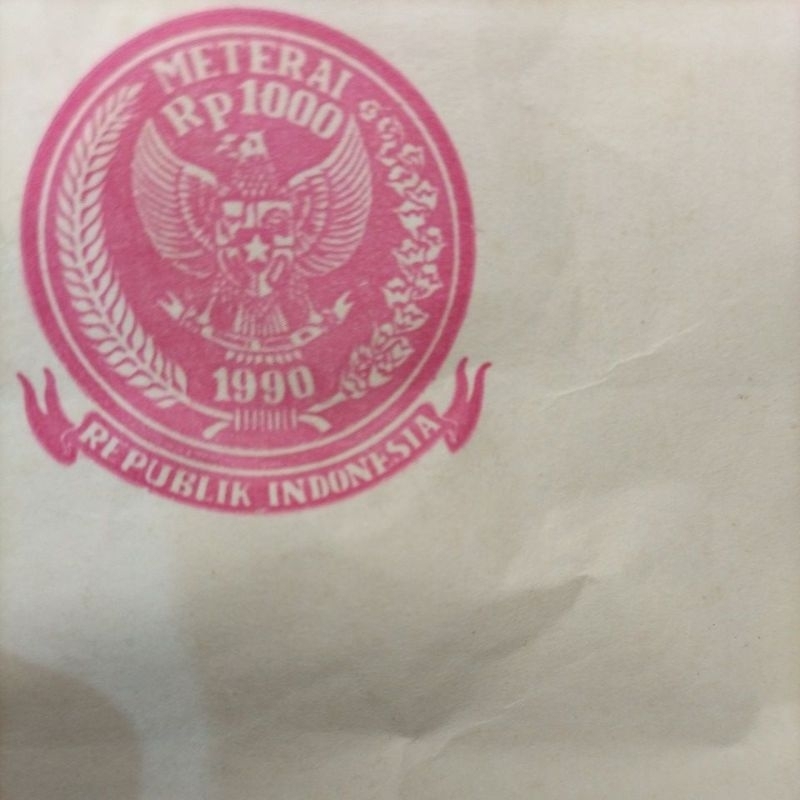 METERAI
Rp1000
1990
REPUBLIK INDONESIA